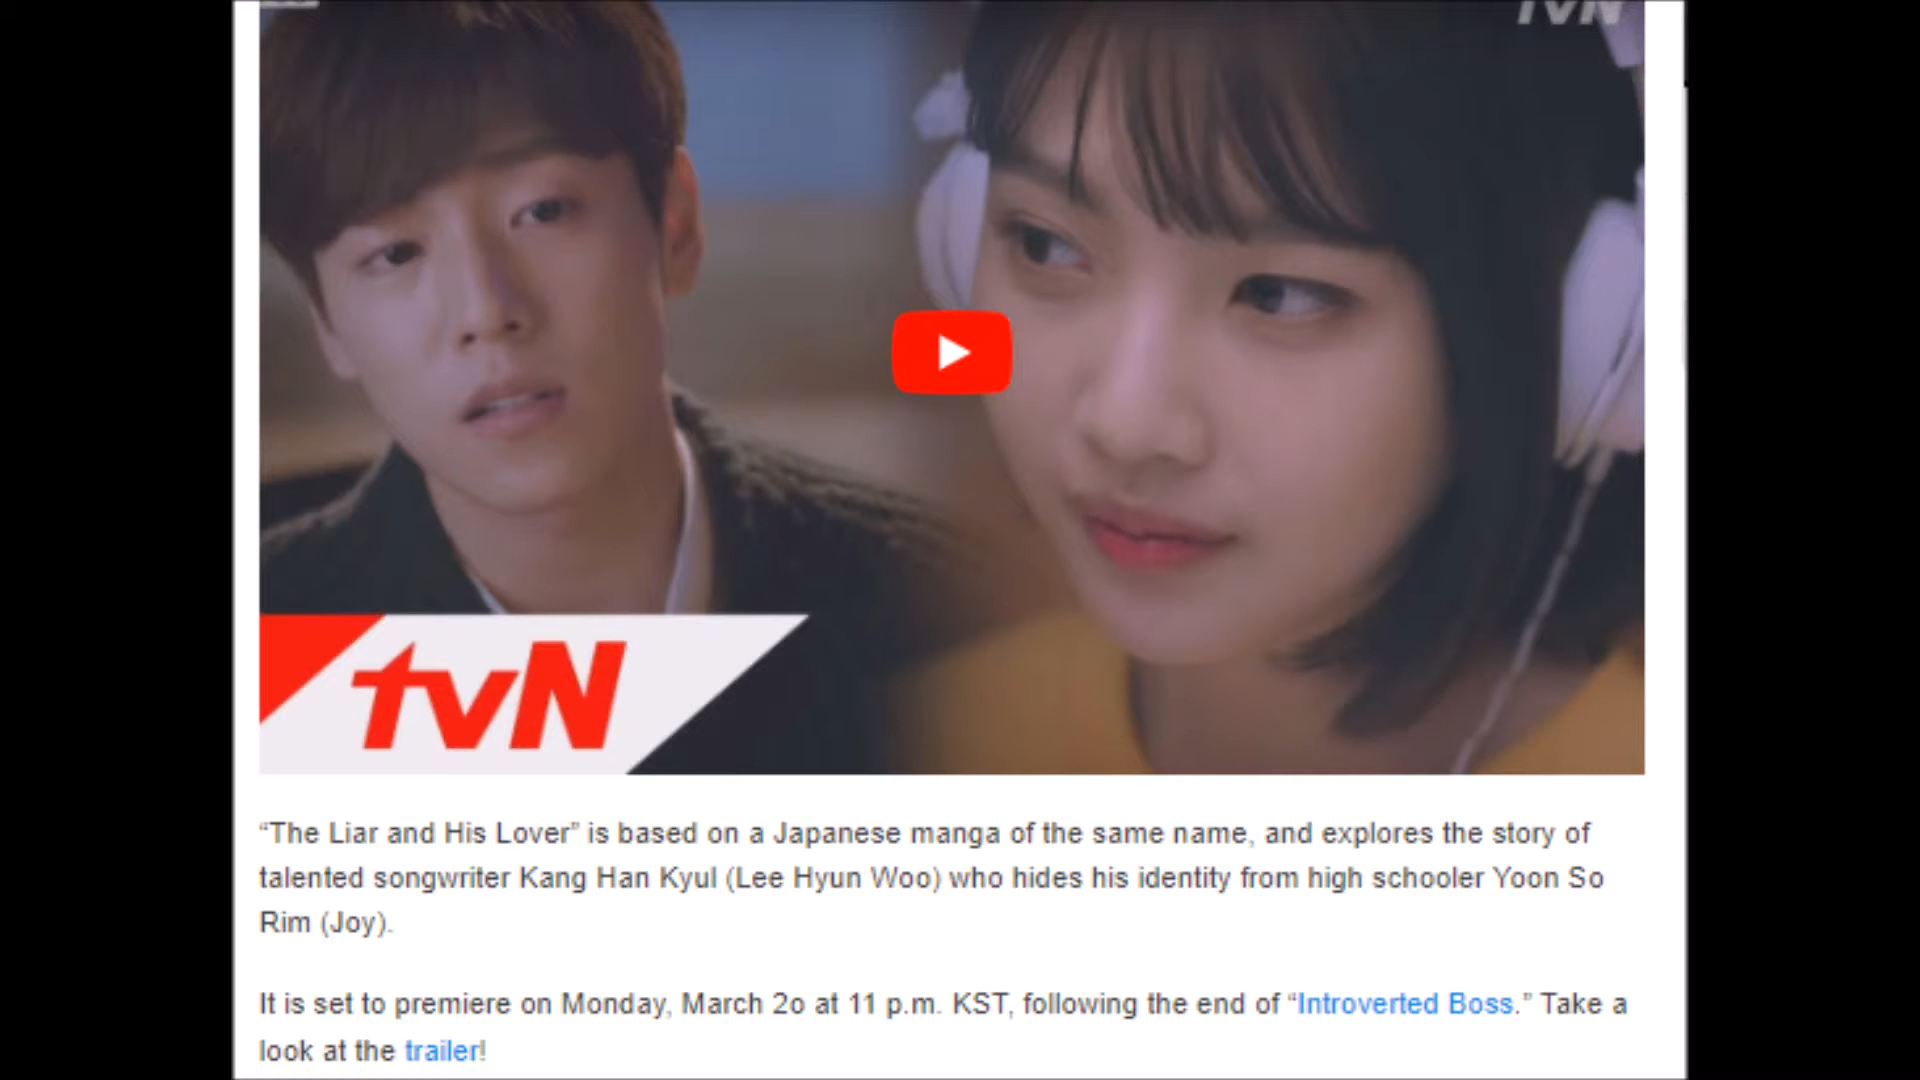 tvN
tvN
“The Liar and His Lover” is based on a Japanese manga of the same name, and explores the story of
talented songwriter Kang Han Kyul (Lee Hyun Woo) who hides his identity from high schooler Yoon So
Rim (Joy).
It is set to premiere on Monday, March 2o at 11 p.m. KST, following the end of “Introverted Boss.” Take a
look at the trailer!